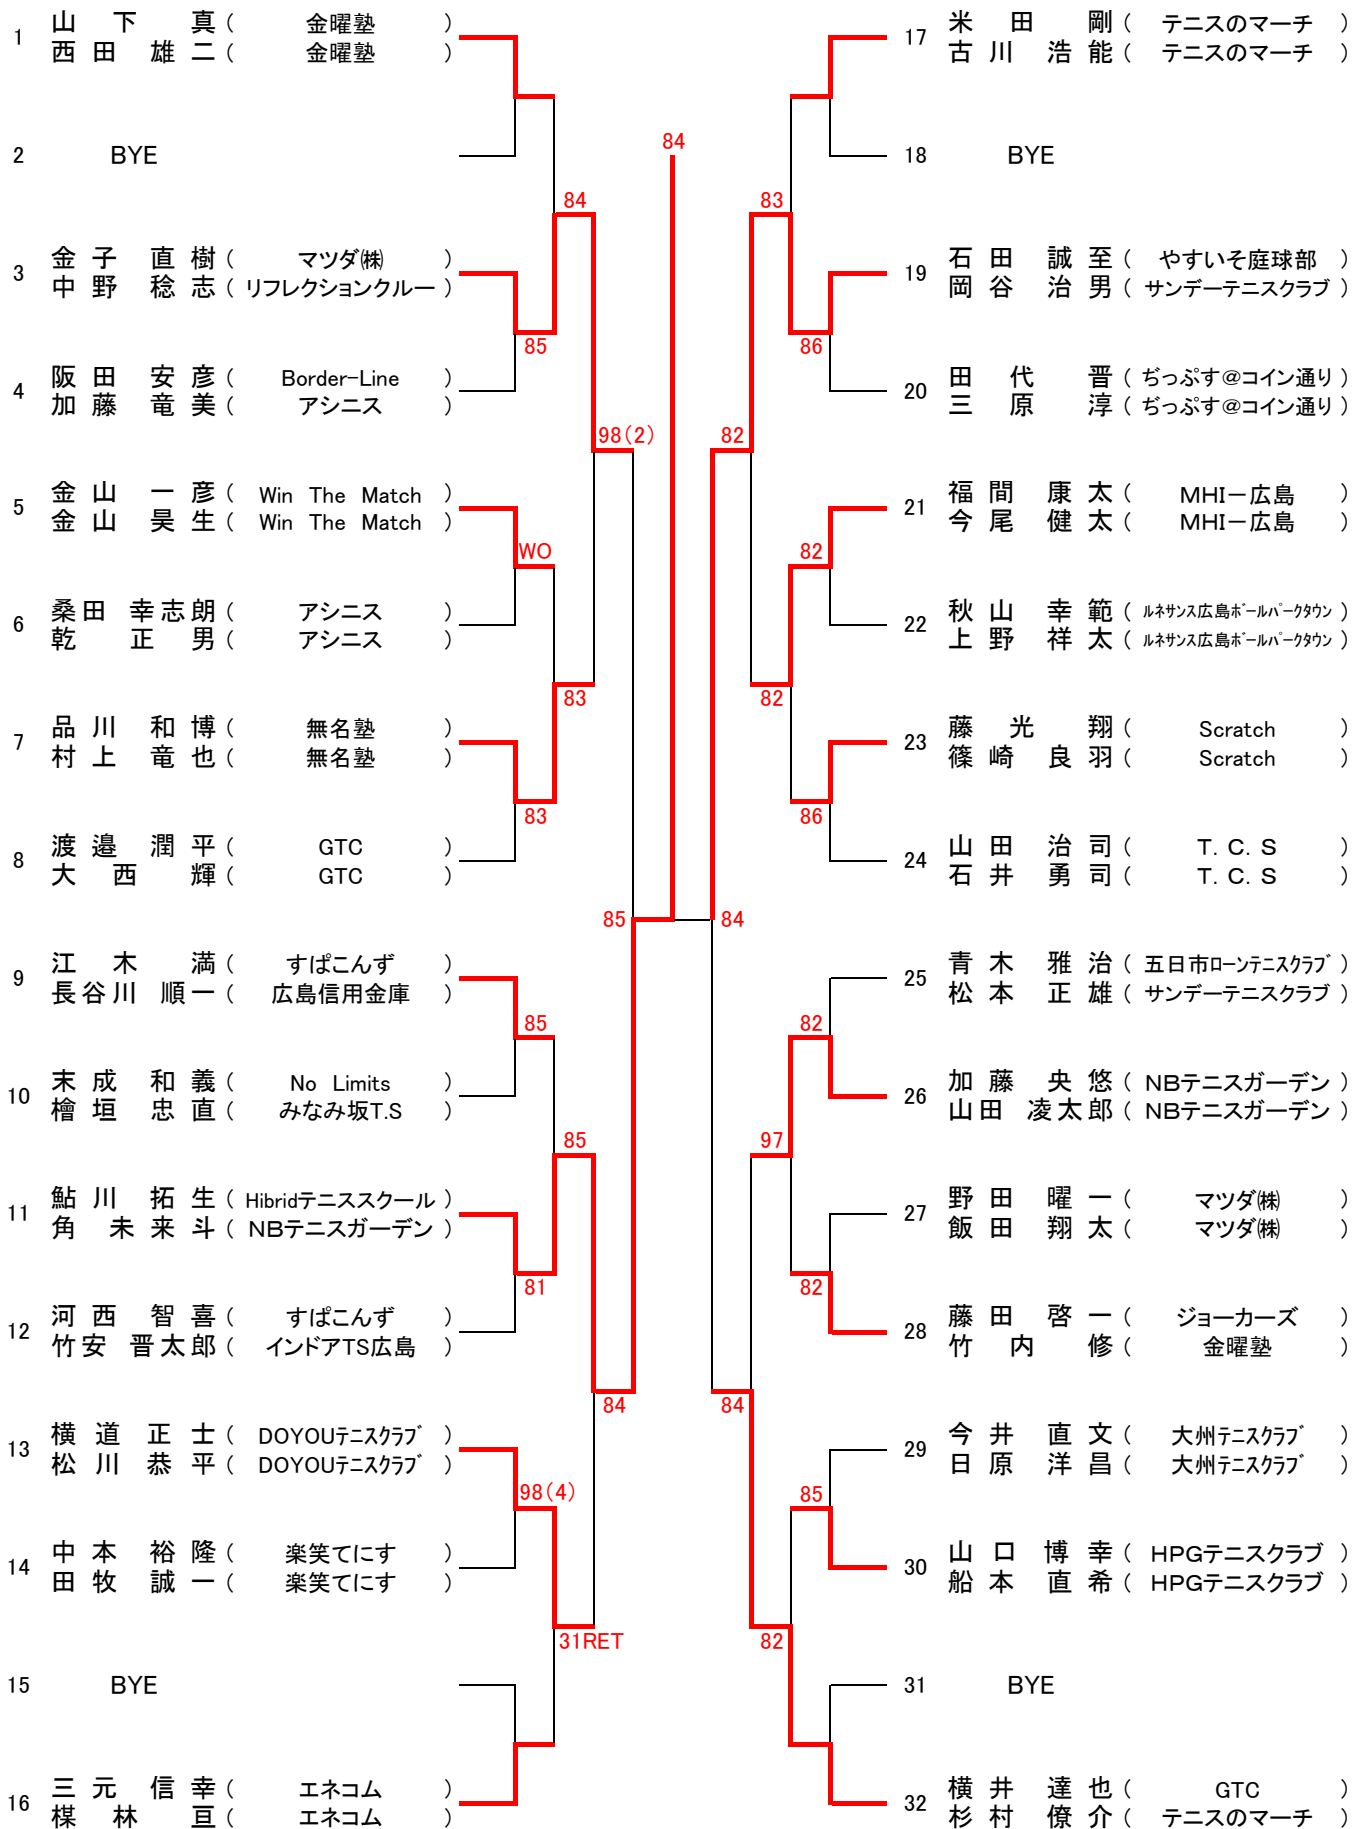 1 山下 真 ( 金曜塾 )
西田 雄二 ( 金曜塾 )
2 BYE
84
3 金子 直樹 ( マツダ㈱ )
中野 稔志 ( リフレクションクルー )
85
4 阪田 安彦 ( Border-Line )
加藤 竜美 ( アシニス )
98(2)
5 金山 一彦 ( Win The Match )
金山 昊生 ( Win The Match )
WO
6 桑田 幸志朗 ( アシニス )
乾 正男 ( アシニス )
83
7 品川 和博 ( 無名塾 )
村上 竜也 ( 無名塾 )
83
8 渡邉 潤平 ( GTC )
大西 輝 ( GTC )
85
9 江木 満 ( すぱこんず )
長谷川 順一 ( 広島信用金庫 )
85
10 末成 和義 ( No Limits )
檜垣 忠直 ( みなみ坂T.S )
85
11 鮎川 拓生 ( Hibridテニススクール )
角 未来斗 ( NBテニスガーデン )
81
12 河西 智喜 ( すぱこんず )
竹安 晋太郎 ( インドアTS広島 )
84
13 横道 正士 ( DOYOUテニスクラブ )
松川 恭平 ( DOYOUテニスクラブ )
98(4)
14 中本 裕隆 ( 楽笑てにす )
田牧 誠一 ( 楽笑てにす )
31RET
15 BYE
16 三元 信幸 ( エネコム )
楳林 亘 ( エネコム )
84
17 米田 剛 ( テニスのマーチ )
古川 浩能 ( テニスのマーチ )
18 BYE
83
19 石田 誠至 ( やすいそ庭球部 )
岡谷 治男 ( サンデーテニスクラブ )
86
20 田代 晋 ( ぢっぷす@コイン通り )
三原 淳 ( ぢっぷす@コイン通り )
82
21 福間 康太 ( MHI－広島 )
今尾 健太 ( MHI－広島 )
82
22 秋山 幸範 ( ルネサンス広島ボールパークタウン )
上野 祥太 ( ルネサンス広島ボールパークタウン )
82
23 藤光 翔 ( Scratch )
篠崎 良羽 ( Scratch )
86
24 山田 治司 ( T．C．S )
石井 勇司 ( T．C．S )
84
25 青木 雅治 ( 五日市ローンテニスクラブ )
松本 正雄 ( サンデーテニスクラブ )
82
26 加藤 央悠 ( NBテニスガーデン )
山田 凌太郎 ( NBテニスガーデン )
97
27 野田 曜一 ( マツダ㈱ )
飯田 翔太 ( マツダ㈱ )
82
28 藤田 啓一 ( ジョーカーズ )
竹内 修 ( 金曜塾 )
84
29 今井 直文 ( 大州テニスクラブ )
日原 洋昌 ( 大州テニスクラブ )
85
30 山口 博幸 ( HPGテニスクラブ )
船本 直希 ( HPGテニスクラブ )
82
31 BYE
32 横井 達也 ( GTC )
杉村 僚介 ( テニスのマーチ )